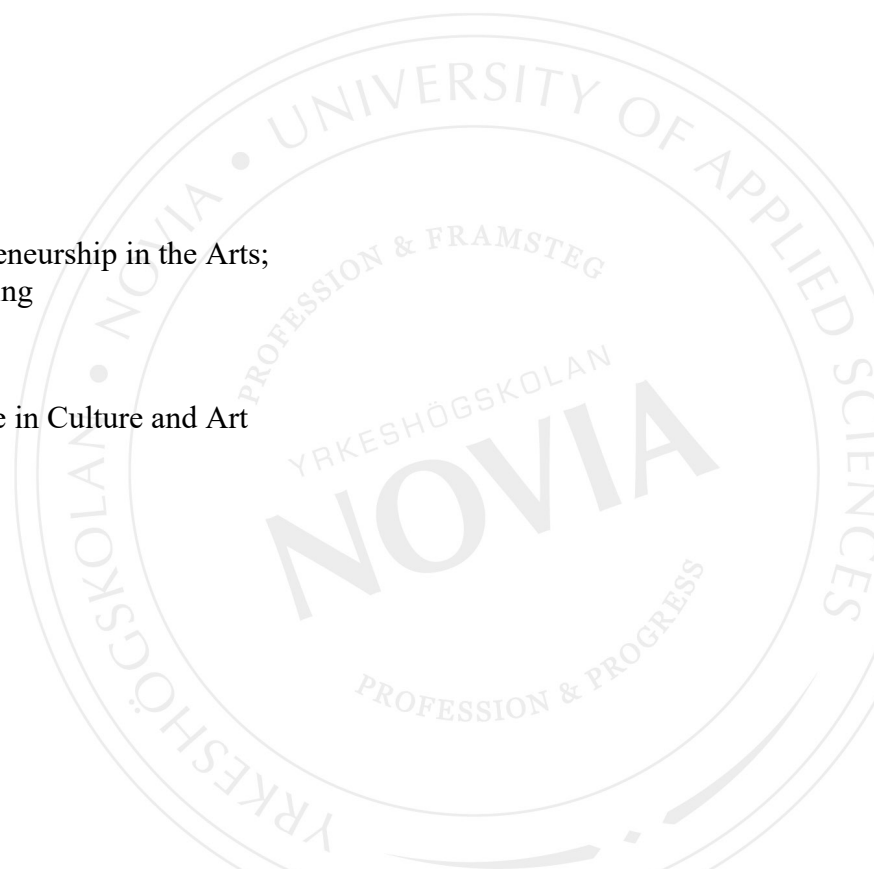 eneurship in the Arts;
ng
e in Culture and Art
YRKESHÖGSKOLAN • NOVIA • UNIVERSITY OF APPLIED SCIENCES
PROFESSION & FRAMSTEG
YRKESHÖGSKOLAN
NOVIA
PROFESSION & PROGRESS